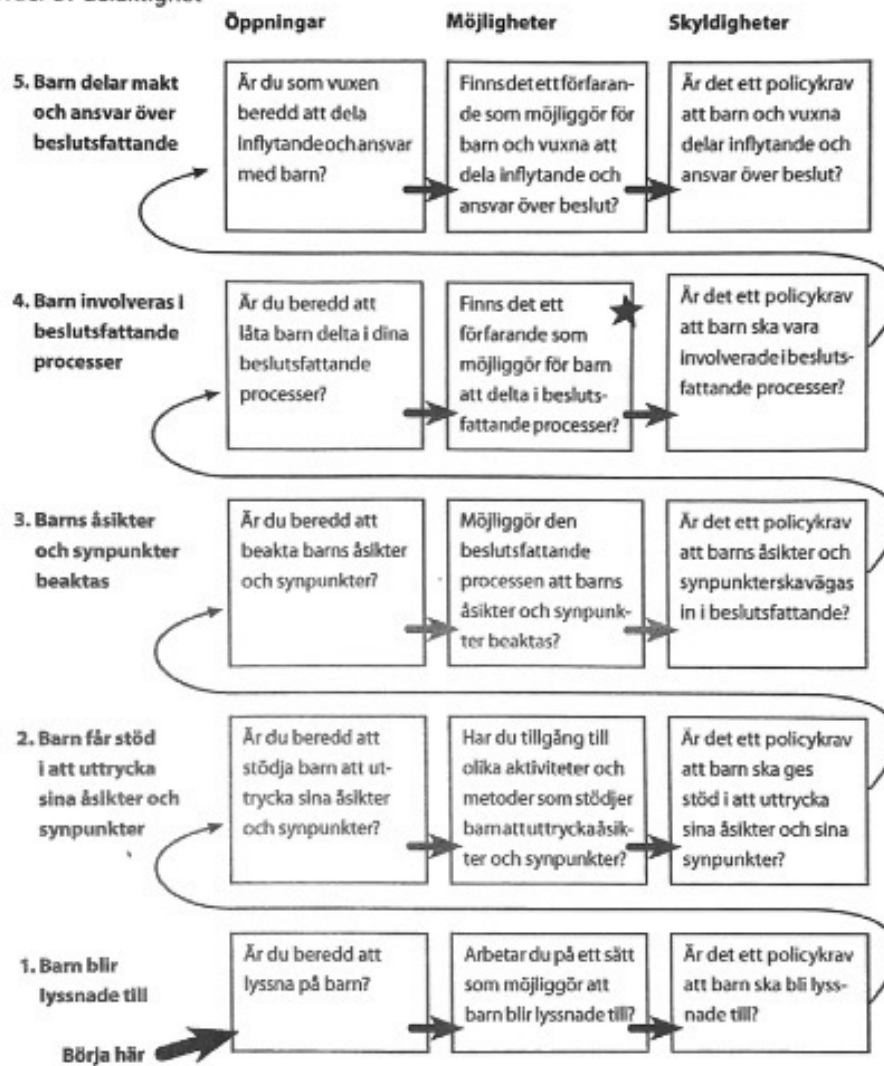 Öppningar
Möjligheter
Skyldigheter
5. Barn delar makt
och ansvar över
beslutsfattande
Är du som vuxen
beredd att dela
inflytande och ansvar
med barn?
Finns det ett förfaran-
de som möjliggör för
barn och vuxna att
dela inflytande och
ansvar över beslut?
Är det ett policykrav
att barn och vuxna
delar inflytande och
ansvar över beslut?
4. Barn involveras i
beslutsfattande
processer
Är du beredd att
låta barn delta i dina
beslutsfattande
processer?
Finns det ett
förfarande som
möjliggör för barn
att delta i besluts-
fattande processer?
Är det ett policykrav
att barn ska vara
involverade i besluts-
fattande processer?
3. Barns åsikter
och synpunkter
beaktas
Är du beredd att
beakta barns åsikter
och synpunkter?
Möjliggör den
beslutsfattande
processen att barns
åsikter och synpunk-
ter beaktas?
Är det ett policykrav
att barns åsikter och
synpunkter ska vägas
in i beslutsfattande?
2. Barn får stöd
i att uttrycka
sina åsikter och
synpunkter
Är du beredd att
stödja barn att ut-
trycka sina åsikter
och synpunkter?
Har du tillgång till
olika aktiviteter och
metoder som stödjer
barn att uttrycka åsik-
ter och synpunkter?
Är det ett policykrav
att barn ska ges
stöd i att uttrycka
sina åsikter och sina
synpunkter?
1. Barn blir
lyssnade till
Är du beredd att
lyssna på barn?
Arbetar du på ett sätt
som möjliggör att
barn blir lyssnade till?
Är det ett policykrav
att barn ska bli lyss-
nade till?
Börja här